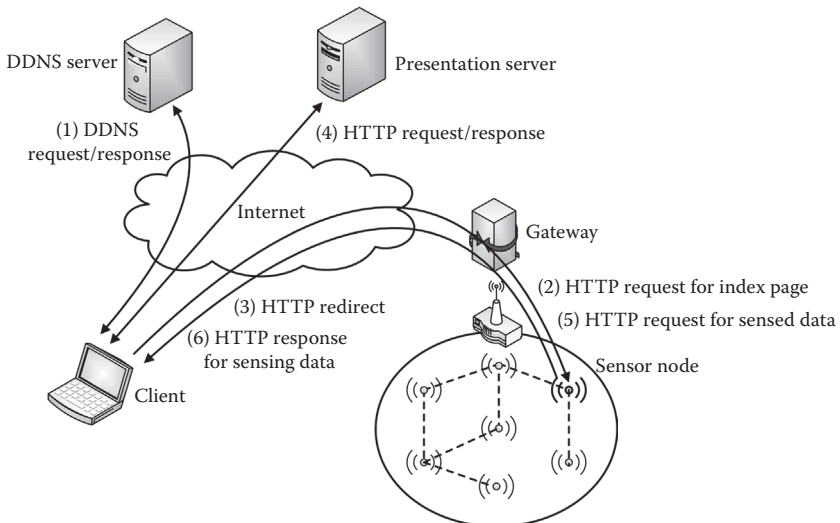 DDNS server
Presentation server
(1) DDNS
request/response
(4) HTTP request/response
Internet
Gateway
(2) HTTP request for index page
(3) HTTP redirect
(5) HTTP request for sensed data
(6) HTTP response
for sensing data
Sensor node
Client